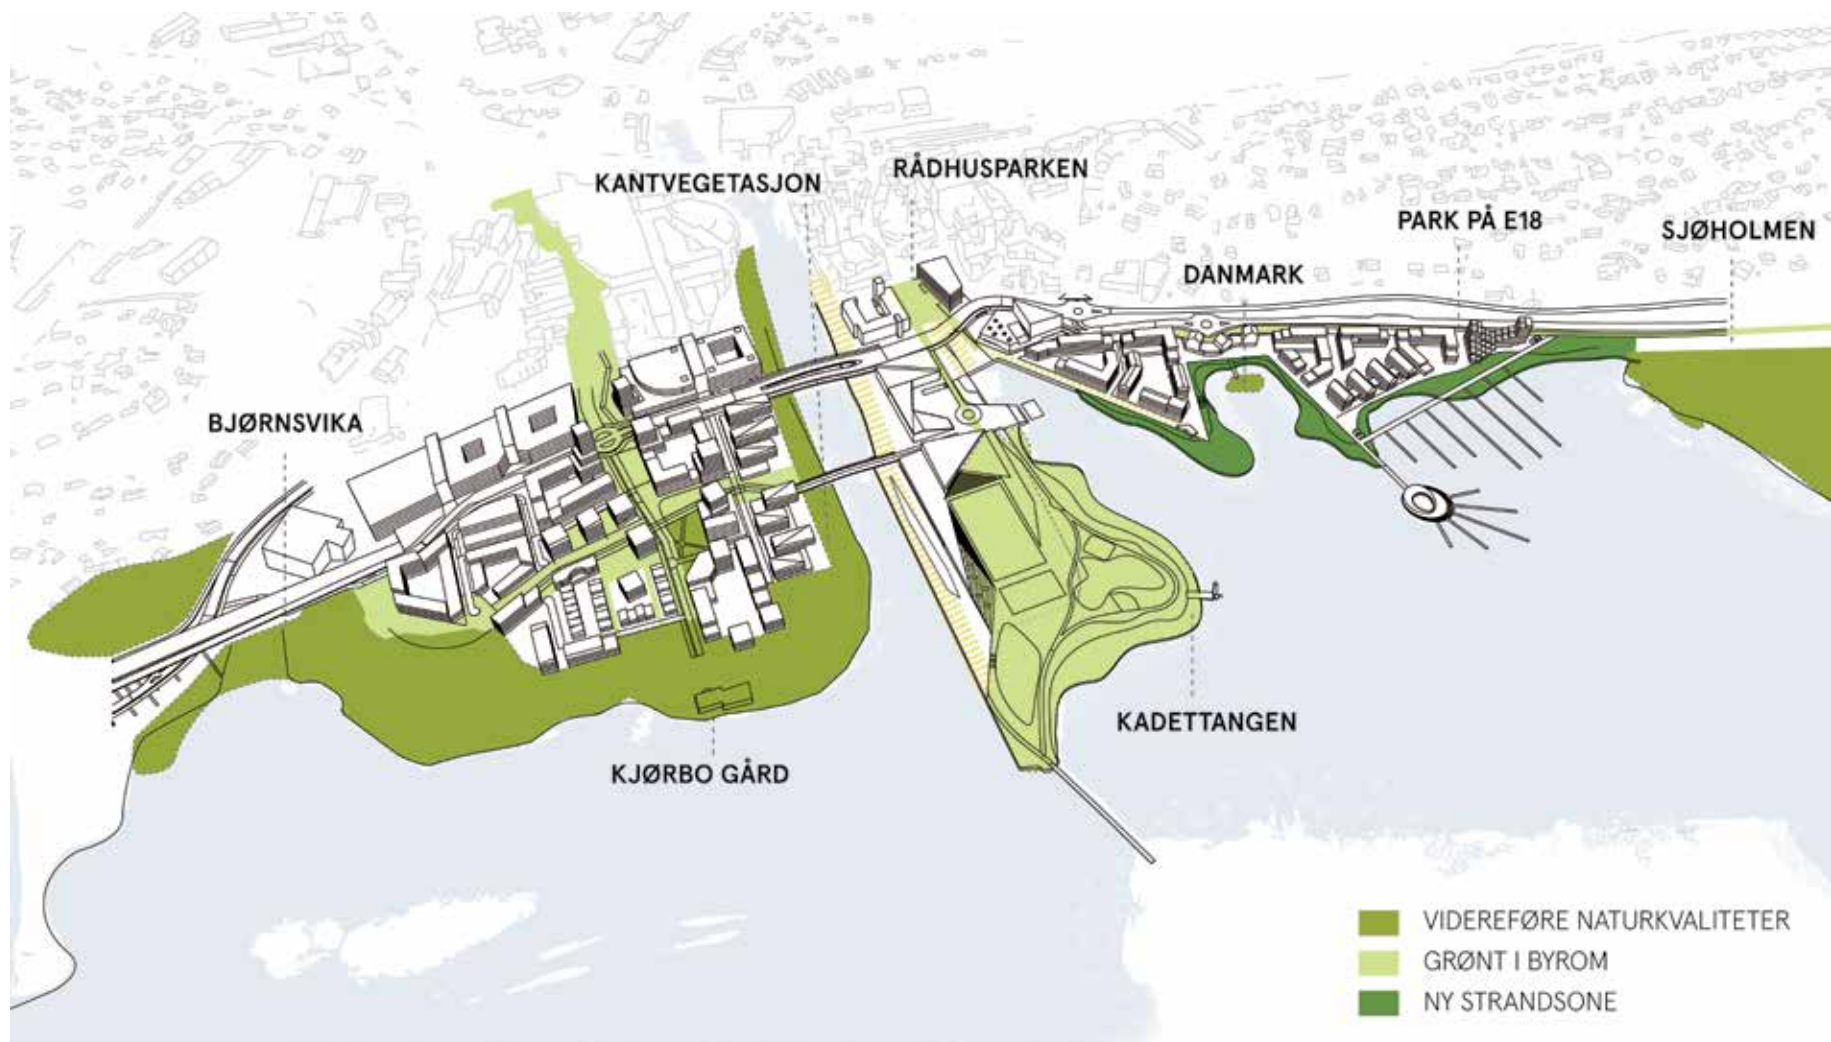 RÅDHUSPARKEN
KANTVEGETASJON
PARK PÅ E18
SJØHOLMEN
DANMARK
BJØRNSVIKA
KADETTANGEN
KJØRBO GÅRD
VIDEREFØRE NATURKVALITETER
GRØNT I BYROM
NY STRANDSONE